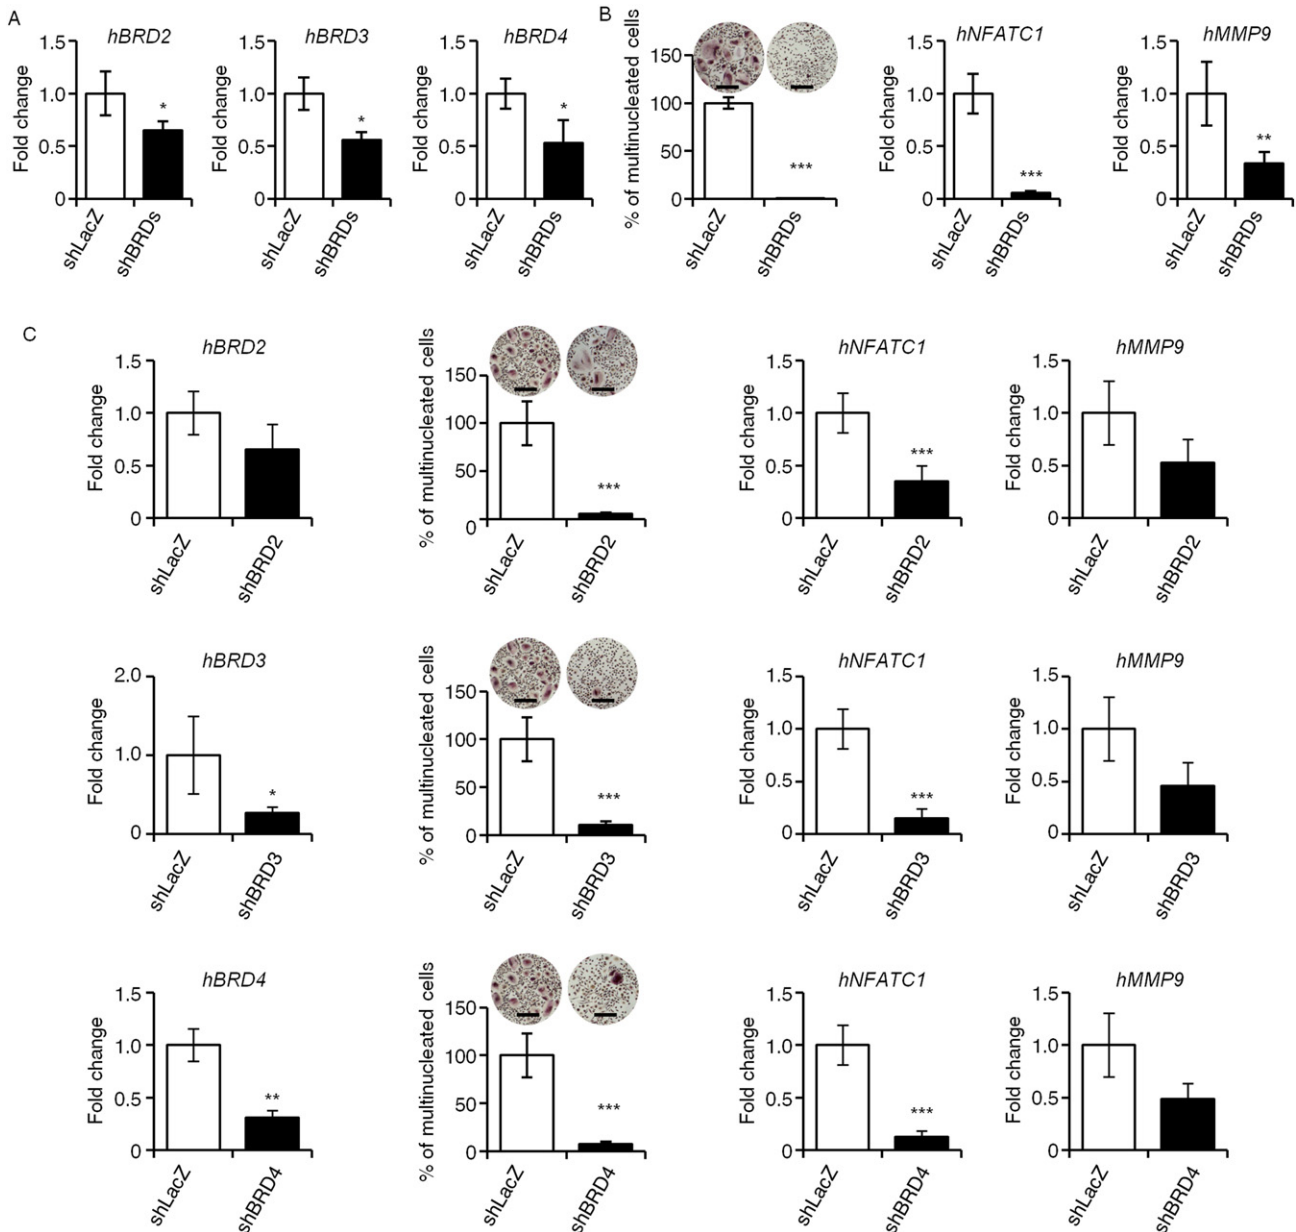 A
hBRD2
Fold change
1.5
1.0
0.5
0
*
shLacZ
shBRDs
hBRD3
Fold change
1.5
1.0
0.5
0
*
shLacZ
shBRDs
hBRD4
Fold change
1.5
1.0
0.5
0
*
shLacZ
shBRDs
B
% of multinucleated cells
150
100
50
0
***
shLacZ
shBRDs
hNFATC1
Fold change
1.5
1.0
0.5
0
***
shLacZ
shBRDs
hMMP9
Fold change
1.5
1.0
0.5
0
**
shLacZ
shBRDs
C
hBRD2
Fold change
1.5
1.0
0.5
0
shLacZ
shBRD2
% of multinucleated cells
150
100
50
0
***
shLacZ
shBRD2
hNFATC1
Fold change
1.5
1.0
0.5
0
***
shLacZ
shBRD2
hMMP9
Fold change
1.5
1.0
0.5
0
shLacZ
shBRD2
hBRD3
Fold change
2.0
1.0
0
*
shLacZ
shBRD3
% of multinucleated cells
150
100
50
0
***
shLacZ
shBRD3
hNFATC1
Fold change
1.5
1.0
0.5
0
***
shLacZ
shBRD3
hMMP9
Fold change
1.5
1.0
0.5
0
shLacZ
shBRD3
hBRD4
Fold change
1.5
1.0
0.5
0
**
shLacZ
shBRD4
% of multinucleated cells
150
100
50
0
***
shLacZ
shBRD4
hNFATC1
Fold change
1.5
1.0
0.5
0
***
shLacZ
shBRD4
hMMP9
Fold change
1.5
1.0
0.5
0
shLacZ
shBRD4